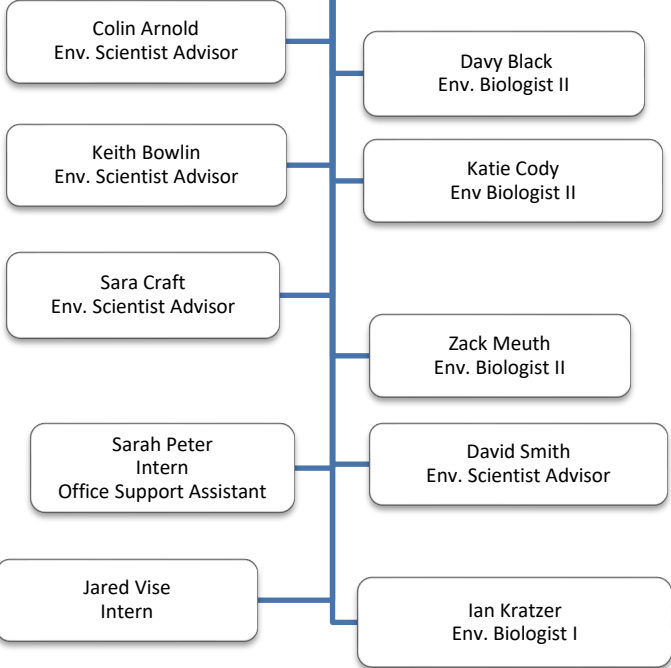 Colin Arnold
Env. Scientist Advisor
Davy Black
Env. Biologist II
Keith Bowlin
Env. Scientist Advisor
Katie Cody
Env Biologist II
Sara Craft
Env. Scientist Advisor
Zack Meuth
Env. Biologist II
Sarah Peter
Intern
Office Support Assistant
David Smith
Env. Scientist Advisor
Jared Vise
Intern
Ian Kratzer
Env. Biologist I